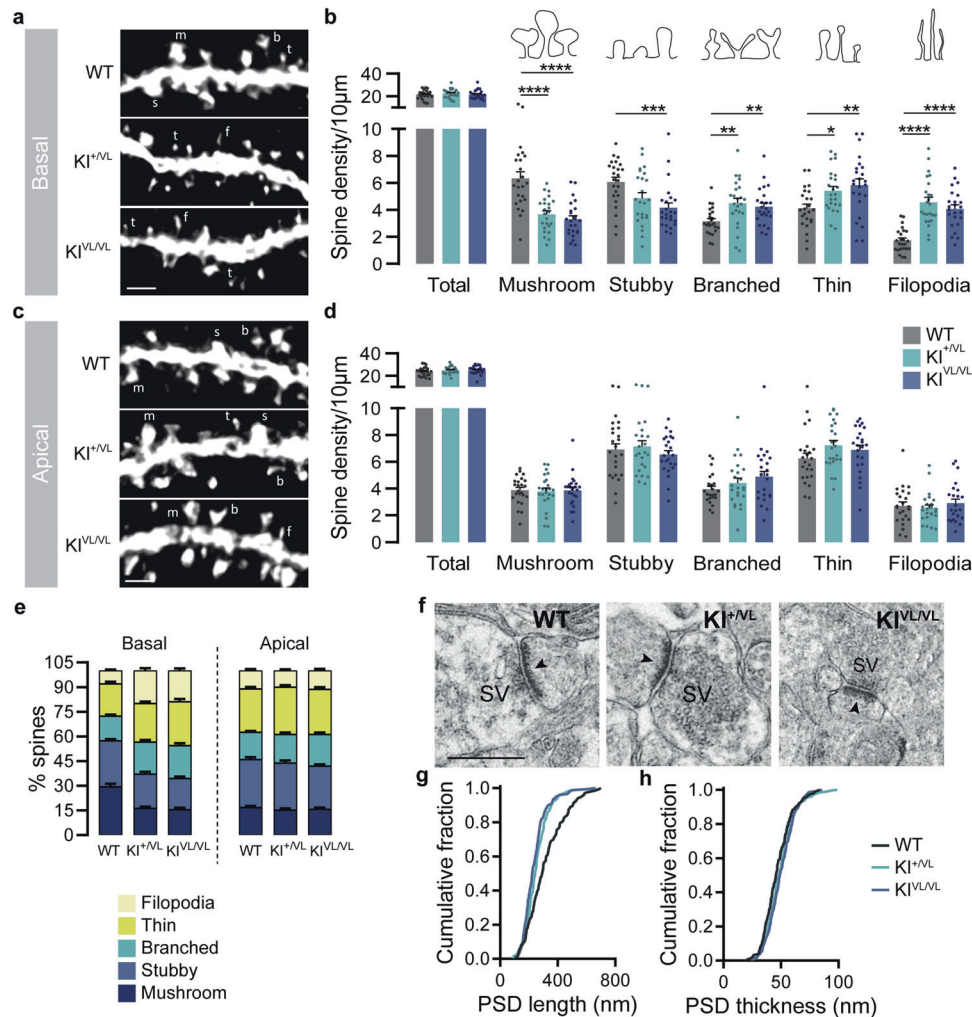 a
Basal
WT
m
b
t
s
KI+/VL
t
f
KIVL/VL
t
f
t
b
Spine density/10µm
40
20
10
8
6
4
2
0
****
****
***
**
**
**
*
****
****
Total
Mushroom
Stubby
Branched
Thin
Filopodia
c
Apical
WT
s
b
m
KI+/VL
m
t
s
b
KIVL/VL
m
b
f
d
Spine density/10µm
40
20
10
8
6
4
2
0
WT
KI+/VL
KIVL/VL
Total
Mushroom
Stubby
Branched
Thin
Filopodia
e
Basal
Apical
% spines
105
90
75
60
45
30
15
0
WT
KI+/VL
KIVL/VL
WT
KI+/VL
KIVL/VL
Filopodia
Thin
Branched
Stubby
Mushroom
f
WT
SV
KI+/VL
SV
KIVL/VL
SV
g
Cumulative fraction
1.0
0.8
0.6
0.4
0.2
0.0
0
400
800
PSD length (nm)
h
Cumulative fraction
1.0
0.8
0.6
0.4
0.2
0.0
0
50
100
PSD thickness (nm)
WT
KI+/VL
KIVL/VL